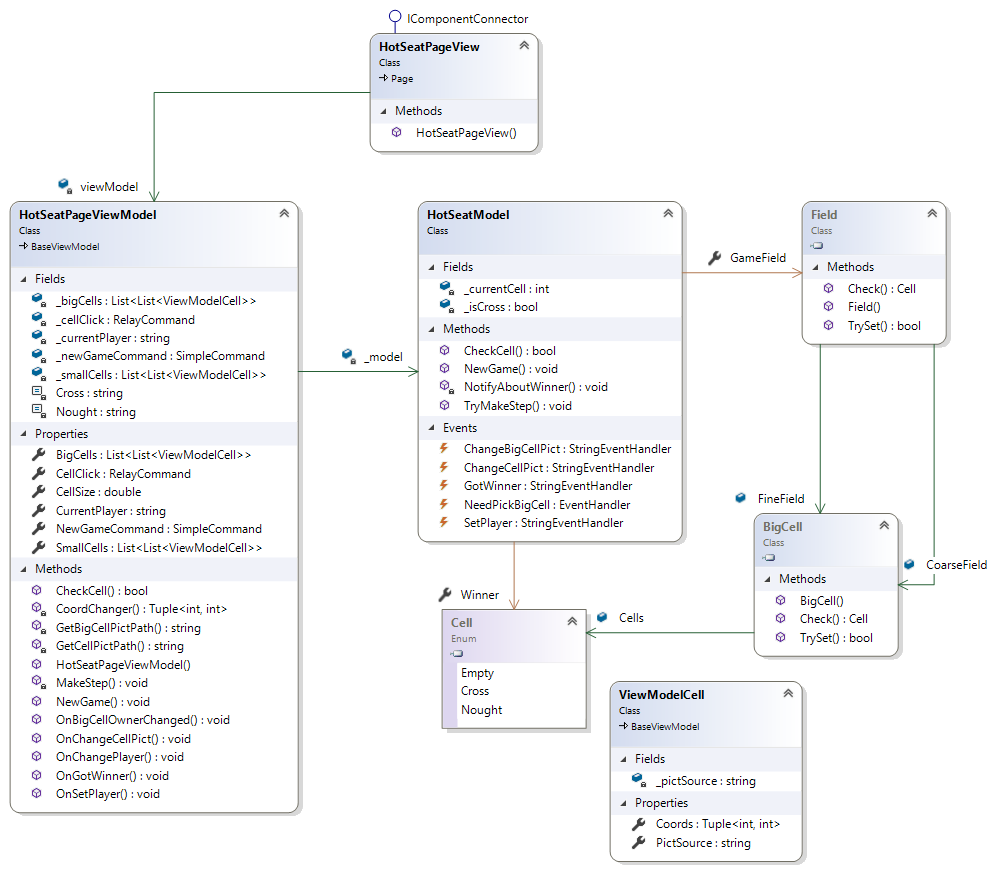 IComponentConnector
HotSeatPageView
Class
Page
Methods
HotSeatPageView()
viewModel
HotSeatPageViewModel
Class
BaseViewModel
Fields
_bigCells : List<List<ViewModelCell>>
_cellClick : RelayCommand
_currentPlayer : string
_newGameCommand : SimpleCommand
_smallCells : List<List<ViewModelCell>>
Cross : string
Nought : string
Properties
BigCells : List<List<ViewModelCell>>
CellClick : RelayCommand
CellSize : double
CurrentPlayer : string
NewGameCommand : SimpleCommand
SmallCells : List<List<ViewModelCell>>
Methods
CheckCell() : bool
CoordChanger() : Tuple<int, int>
GetBigCellPictPath() : string
GetCellPictPath() : string
HotSeatPageViewModel()
MakeStep() : void
NewGame() : void
OnBigCellOwnerChanged() : void
OnChangeCellPict() : void
OnChangePlayer() : void
OnGotWinner() : void
OnSetPlayer() : void
_model
HotSeatModel
Class
Fields
_currentCell : int
_isCross : bool
Methods
CheckCell() : bool
NewGame() : void
NotifyAboutWinner() : void
TryMakeStep() : void
Events
ChangeBigCellPict : StringEventHandler
ChangeCellPict : StringEventHandler
GotWinner : StringEventHandler
NeedPickBigCell : EventHandler
SetPlayer : StringEventHandler
GameField
Field
Class
Methods
Check() : Cell
Field()
TrySet() : bool
FineField
CoarseField
BigCell
Class
Methods
BigCell()
Check() : Cell
TrySet() : bool
Winner
Cells
Cell
Enum
Empty
Cross
Nought
ViewModelCell
Class
BaseViewModel
Fields
_pictSource : string
Properties
Coords : Tuple<int, int>
PictSource : string